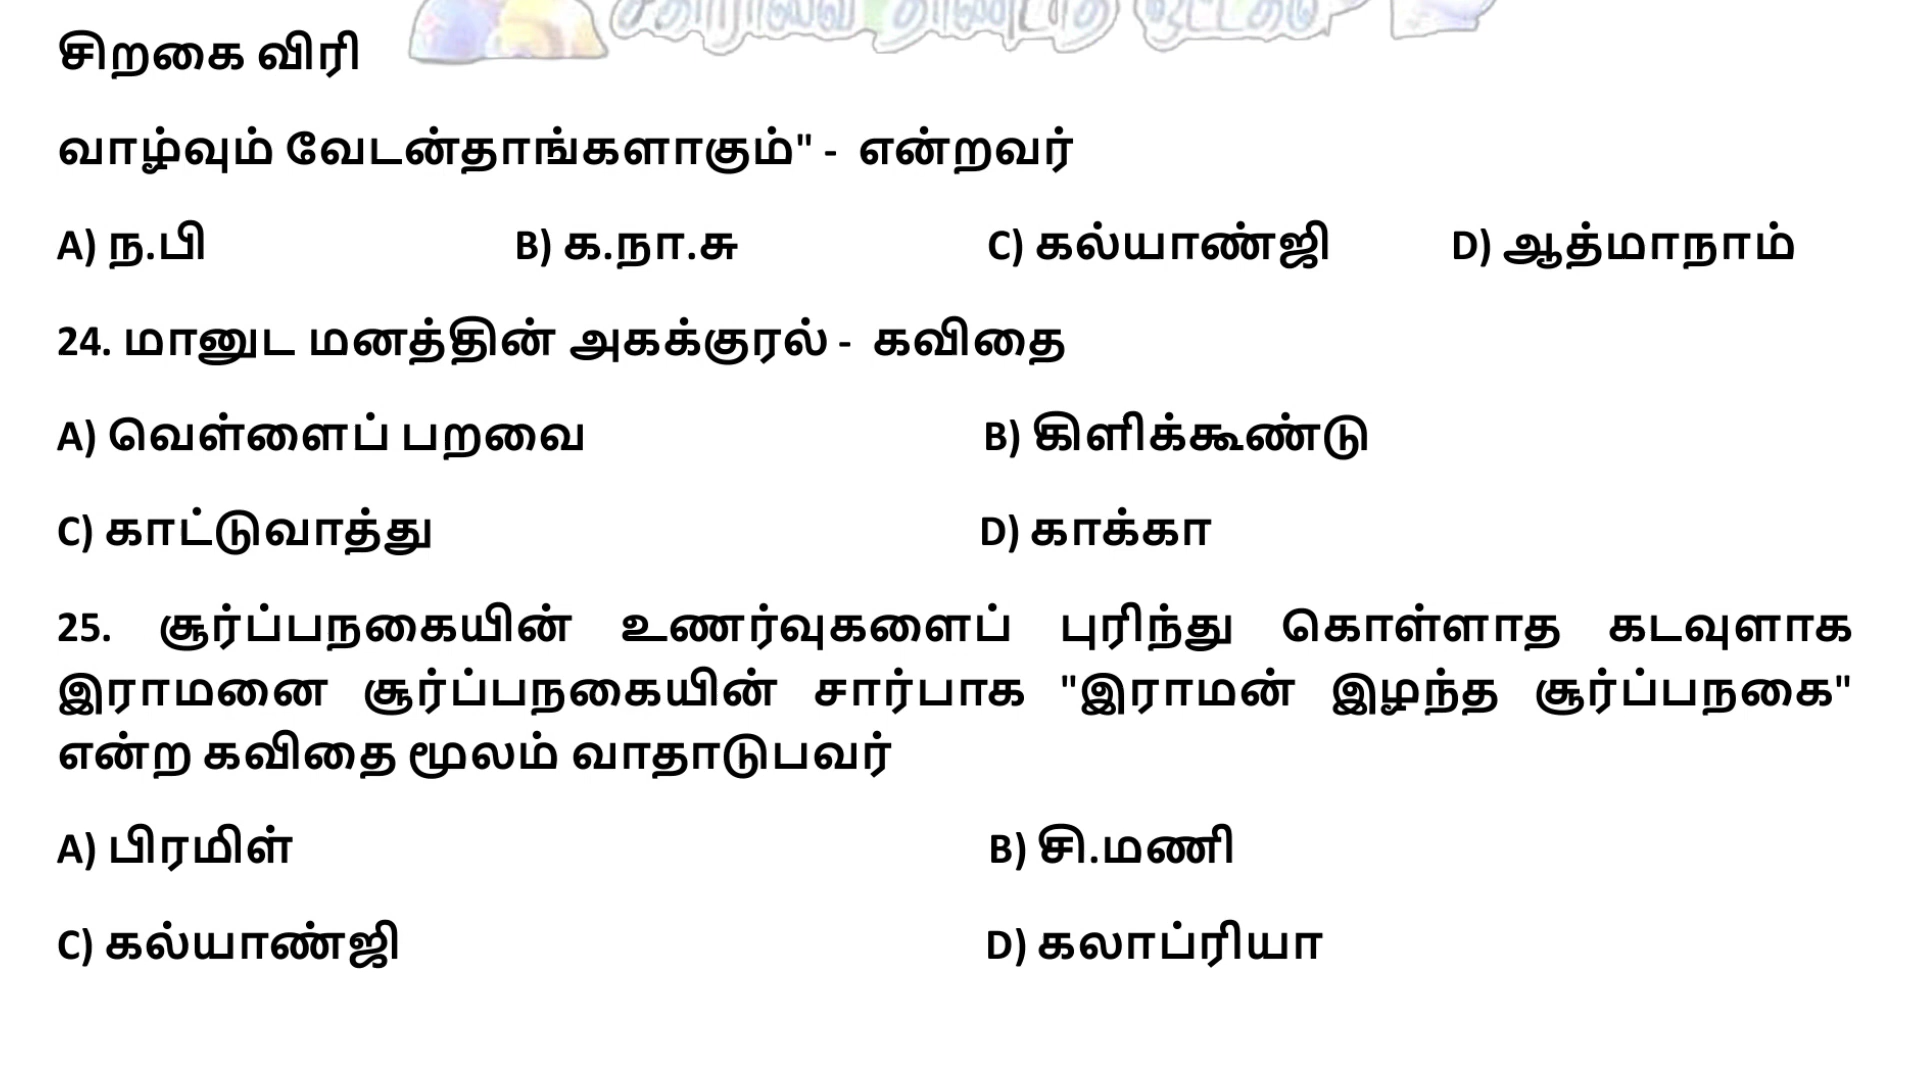 சிறகை விரி
வாழ்வும் வேடன்தாங்களாகும்" - என்றவர்
A) ந.பி B) க.நா.சு C) கல்யாண்ஜி D) ஆத்மாநாம்
24. மானுட மனத்தின் அகக்குரல் - கவிதை
A) வெள்ளைப் பறவை B) கிளிக்கூண்டு
C) காட்டுவாத்து D) காக்கா
25. சூர்ப்பநகையின் உணர்வுகளைப் புரிந்து கொள்ளாத கடவுளாக
இராமனை சூர்ப்பநகையின் சார்பாக "இராமன் இழந்த சூர்ப்பநகை"
என்ற கவிதை மூலம் வாதாடுபவர்
A) பிரமிள் B) சி.மணி
C) கல்யாண்ஜி D) கலாப்ரியா